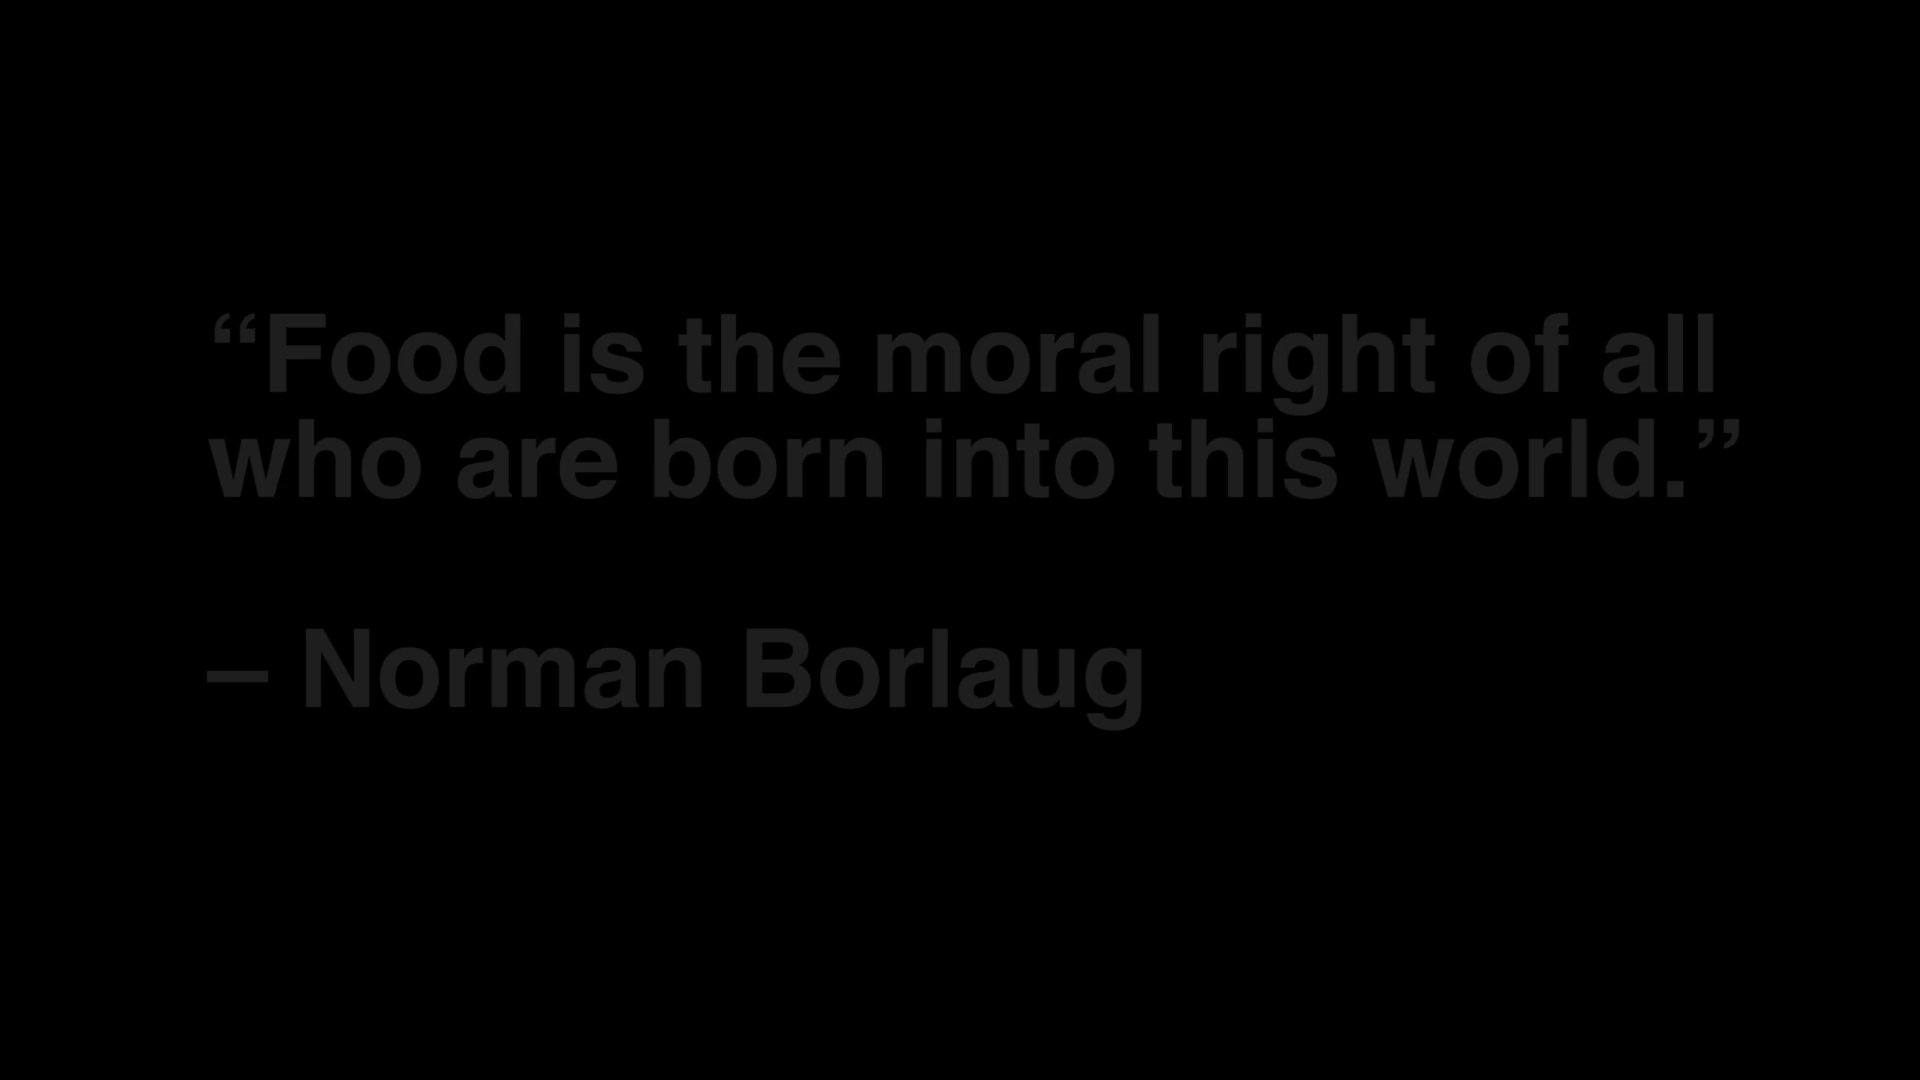 “Food is the moral right of all
who are born into this world.”
– Norman Borlaug